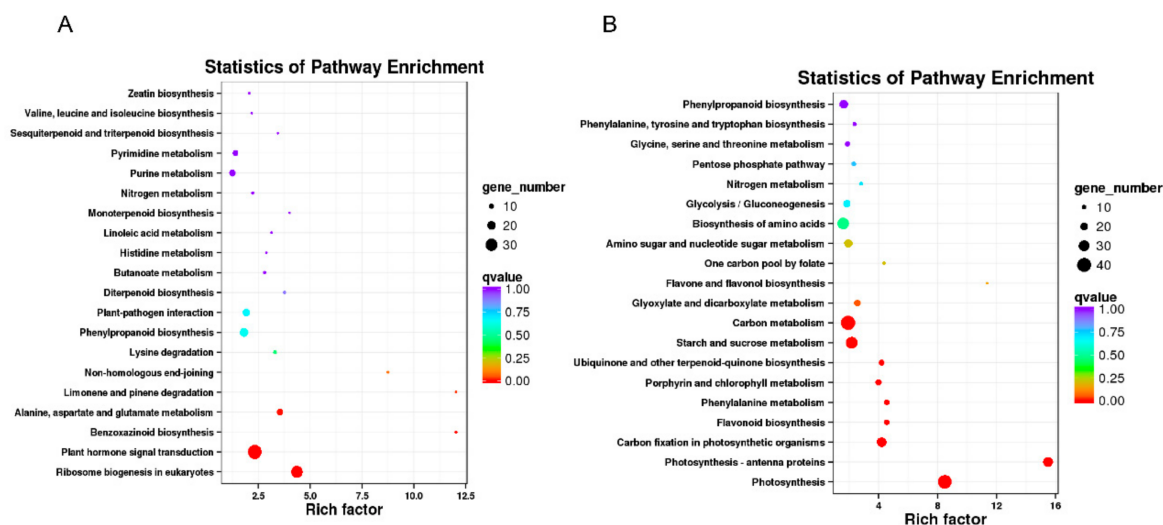 A
Statistics of Pathway Enrichment
Zeatin biosynthesis
Valine, leucine and isoleucine biosynthesis
Sesquiterpenoid and triterpenoid biosynthesis
Pyrimidine metabolism
Purine metabolism
Nitrogen metabolism
Monoterpenoid biosynthesis
Linoleic acid metabolism
Histidine metabolism
Butanoate metabolism
Diterpenoid biosynthesis
Plant-pathogen interaction
Phenylpropanoid biosynthesis
Lysine degradation
Non-homologous end-joining
Limonene and pinene degradation
Alanine, aspartate and glutamate metabolism
Benzoxazinoid biosynthesis
Plant hormone signal transduction
Ribosome biogenesis in eukaryotes
2.5 5.0 7.5 10.0 12.5
Rich factor
gene_number
10
20
30
qvalue
1.00
0.75
0.50
0.25
0.00
B
Statistics of Pathway Enrichment
Phenylpropanoid biosynthesis
Phenylalanine, tyrosine and tryptophan biosynthesis
Glycine, serine and threonine metabolism
Pentose phosphate pathway
Nitrogen metabolism
Glycolysis / Gluconeogenesis
Biosynthesis of amino acids
Amino sugar and nucleotide sugar metabolism
One carbon pool by folate
Flavone and flavonol biosynthesis
Glyoxylate and dicarboxylate metabolism
Carbon metabolism
Starch and sucrose metabolism
Ubiquinone and other terpenoid-quinone biosynthesis
Porphyrin and chlorophyll metabolism
Phenylalanine metabolism
Flavonoid biosynthesis
Carbon fixation in photosynthetic organisms
Photosynthesis - antenna proteins
Photosynthesis
4 8 12 16
Rich factor
gene_number
10
20
30
40
qvalue
1.00
0.75
0.50
0.25
0.00